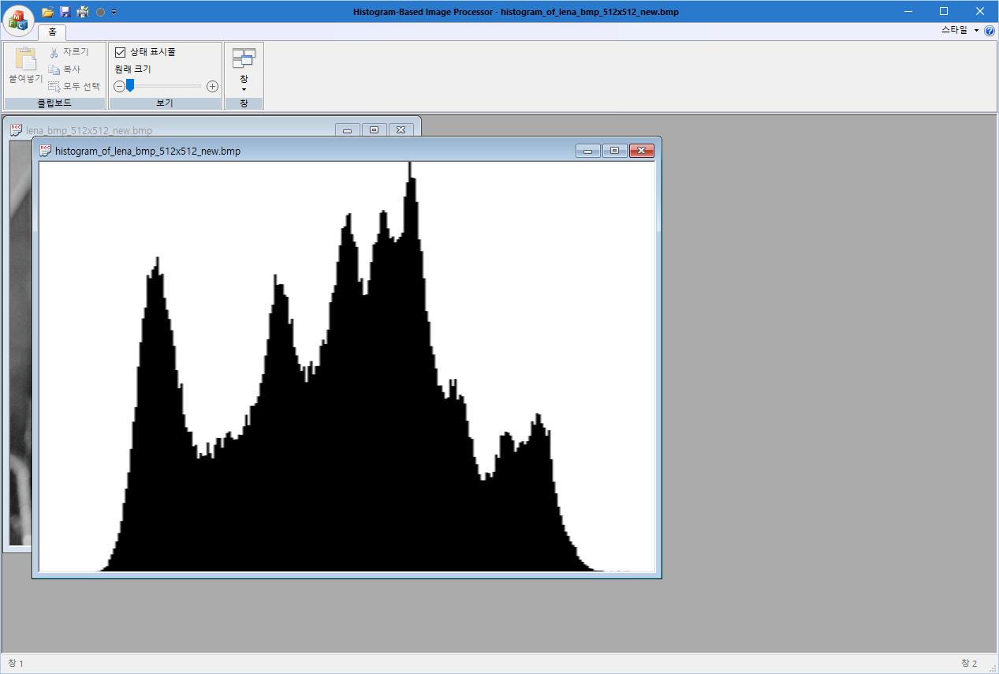 Histogram-Based Image Processor - histogram_of_lena_bmp_512x512_new.bmp
M
F C
홈
스타일
붙여넣기
자르기
복사
모두 선택
클립보드
상태 표시줄
원래 크기
보기
창
창
lena_bmp_512x512_new.bmp
histogram_of_lena_bmp_512x512_new.bmp
창 1
창 2